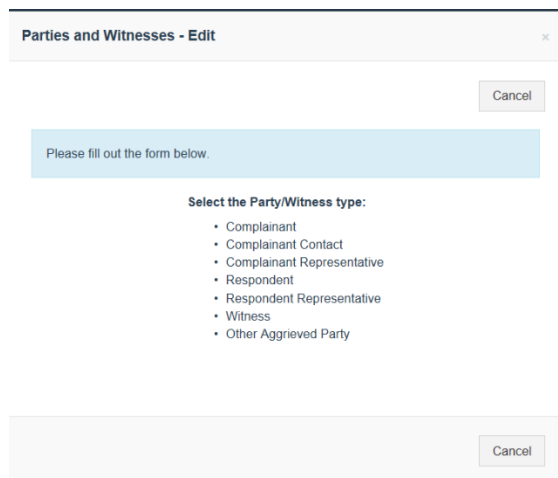 Parties and Witnesses - Edit
×
Cancel
Please fill out the form below.
Select the Party/Witness type:
• Complainant
• Complainant Contact
• Complainant Representative
• Respondent
• Respondent Representative
• Witness
• Other Aggrieved Party
Cancel